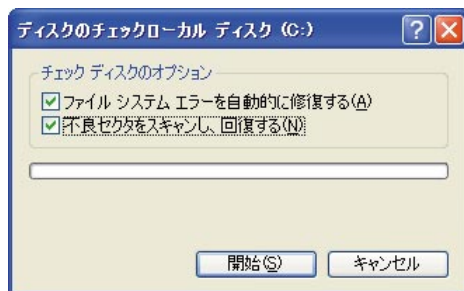 ディスクのチェックローカル ディスク (C:)
チェック ディスクのオプション
ファイル システム エラーを自動的に修復する(A)
不良セクタをスキャンし、回復する(N)
開始(S)
キャンセル